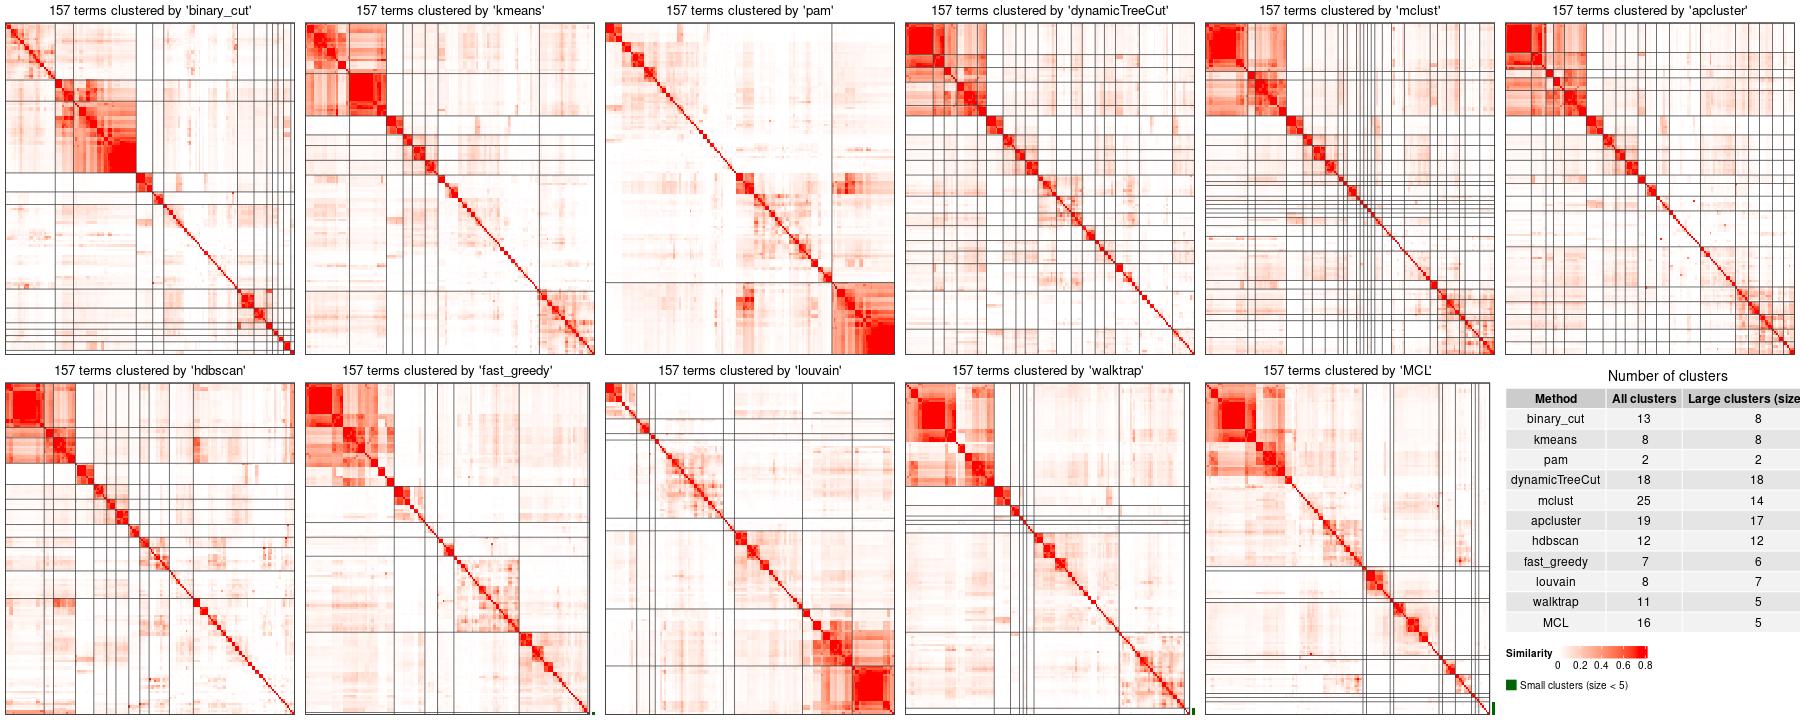 157 terms clustered by 'binary_cut'
157 terms clustered by 'kmeans'
157 terms clustered by 'pam'
157 terms clustered by 'dynamicTreeCut'
157 terms clustered by 'mclust'
157 terms clustered by 'apcluster'
157 terms clustered by 'hdbscan'
157 terms clustered by 'fast_greedy'
157 terms clustered by 'louvain'
157 terms clustered by 'walktrap'
157 terms clustered by 'MCL'
Number of clusters
Method All clusters Large clusters (size
binary_cut 13 8
kmeans 8 8
pam 2 2
dynamicTreeCut 18 18
mclust 25 14
apcluster 19 17
hdbscan 12 12
fast_greedy 7 6
louvain 8 7
walktrap 11 5
MCL 16 5
Similarity
0 0.2 0.4 0.6 0.8
Small clusters (size < 5)